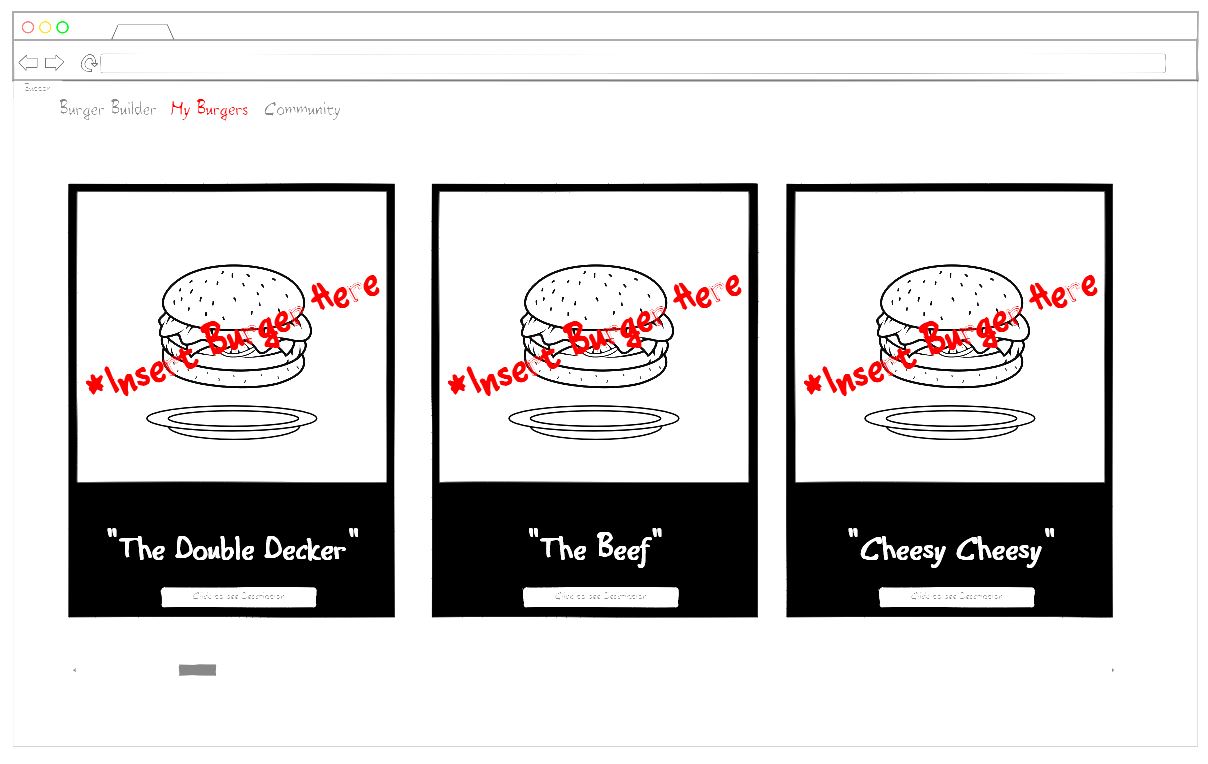 Burger Builder My Burgers Community
*Insert Burger Here
*Insert Burger Here
*Insert Burger Here
"The Double Decker"
"The Beef"
"Cheesy Cheesy"
Click to see Description
Click to see Description
Click to see Description